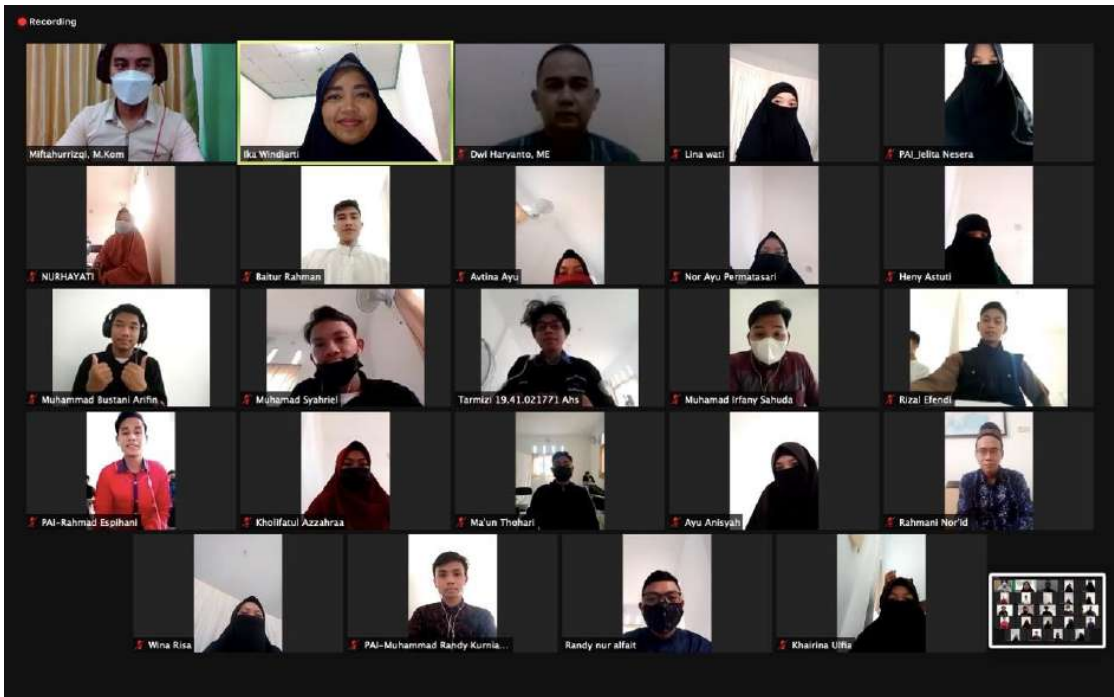 Recording
Miftahurrizqi, M.Kom
Ika Windiarti
Dwi Haryanto, ME
Lina wati
PAI_Jelita Nesera
NURHAYATI
Baitur Rahman
Avtina Ayu
Nor Ayu Permatasari
Heny Astuti
Muhammad Bustani Arifin
Muhamad Syahriel
Tarmizi 19.41.021771 Ahs
Muhamad Irfany Sahuda
Rizal Efendi
PAI-Rahmad Espihani
Kholifatul Azzahraa
Ma'un Thohari
Ayu Anisyah
Rahmani Nor'id
Wina Risa
PAI-Muhammad Randy Kurnia...
Randy nur alfait
Khairina Ulfia